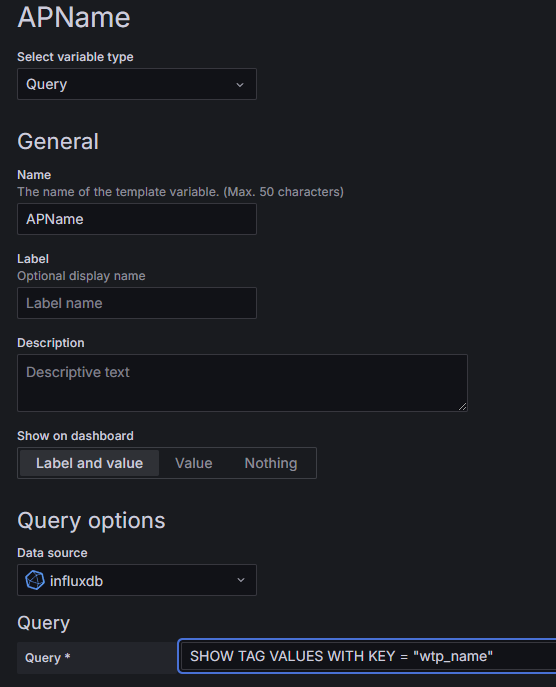 APName
Select variable type
Query
General
Name
The name of the template variable. (Max. 50 characters)
APName
Label
Optional display name
Label name
Description
Descriptive text
Show on dashboard
Label and value Value Nothing
Query options
Data source
influxdb
Query
Query * SHOW TAG VALUES WITH KEY = "wtp_name"